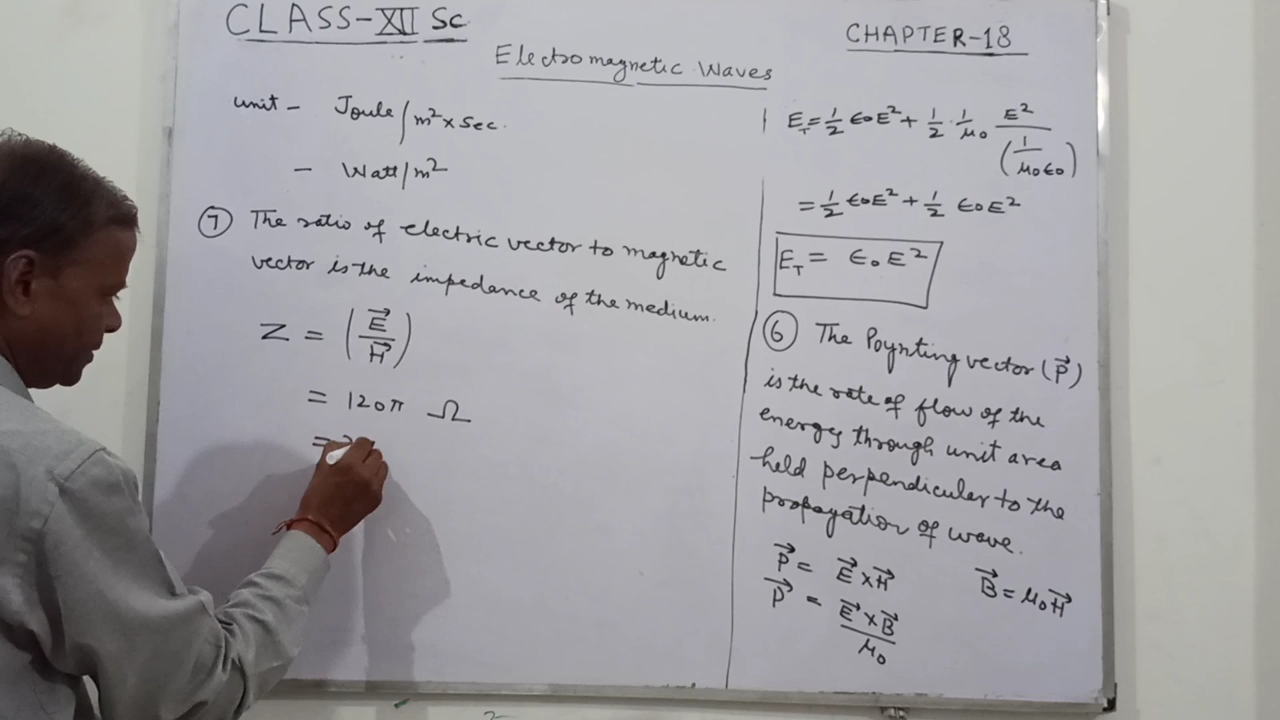 CLASS-XII Sc
CHAPTER-18
Electromagnetic Waves
unit - Joule/m²×Sec.
- Watt/m²
⑦ The ratio of electric vector to magnetic
vector is the impedance of the medium.
Z = (E⃗/H⃗)
= 120π Ω
=
E_T = 1/2 ϵ₀E² + 1/2 · 1/μ₀ E²/(1/μ₀ϵ₀)
= 1/2 ϵ₀E² + 1/2 ϵ₀E²
E_T = ϵ₀E²
⑥ The Poynting vector (P⃗)
is the rate of flow of the
energy through unit area
held perpendicular to the
propagation of wave.
P⃗ = E⃗×H⃗ B⃗ = μ₀H⃗
P⃗ = E⃗×B⃗/μ₀